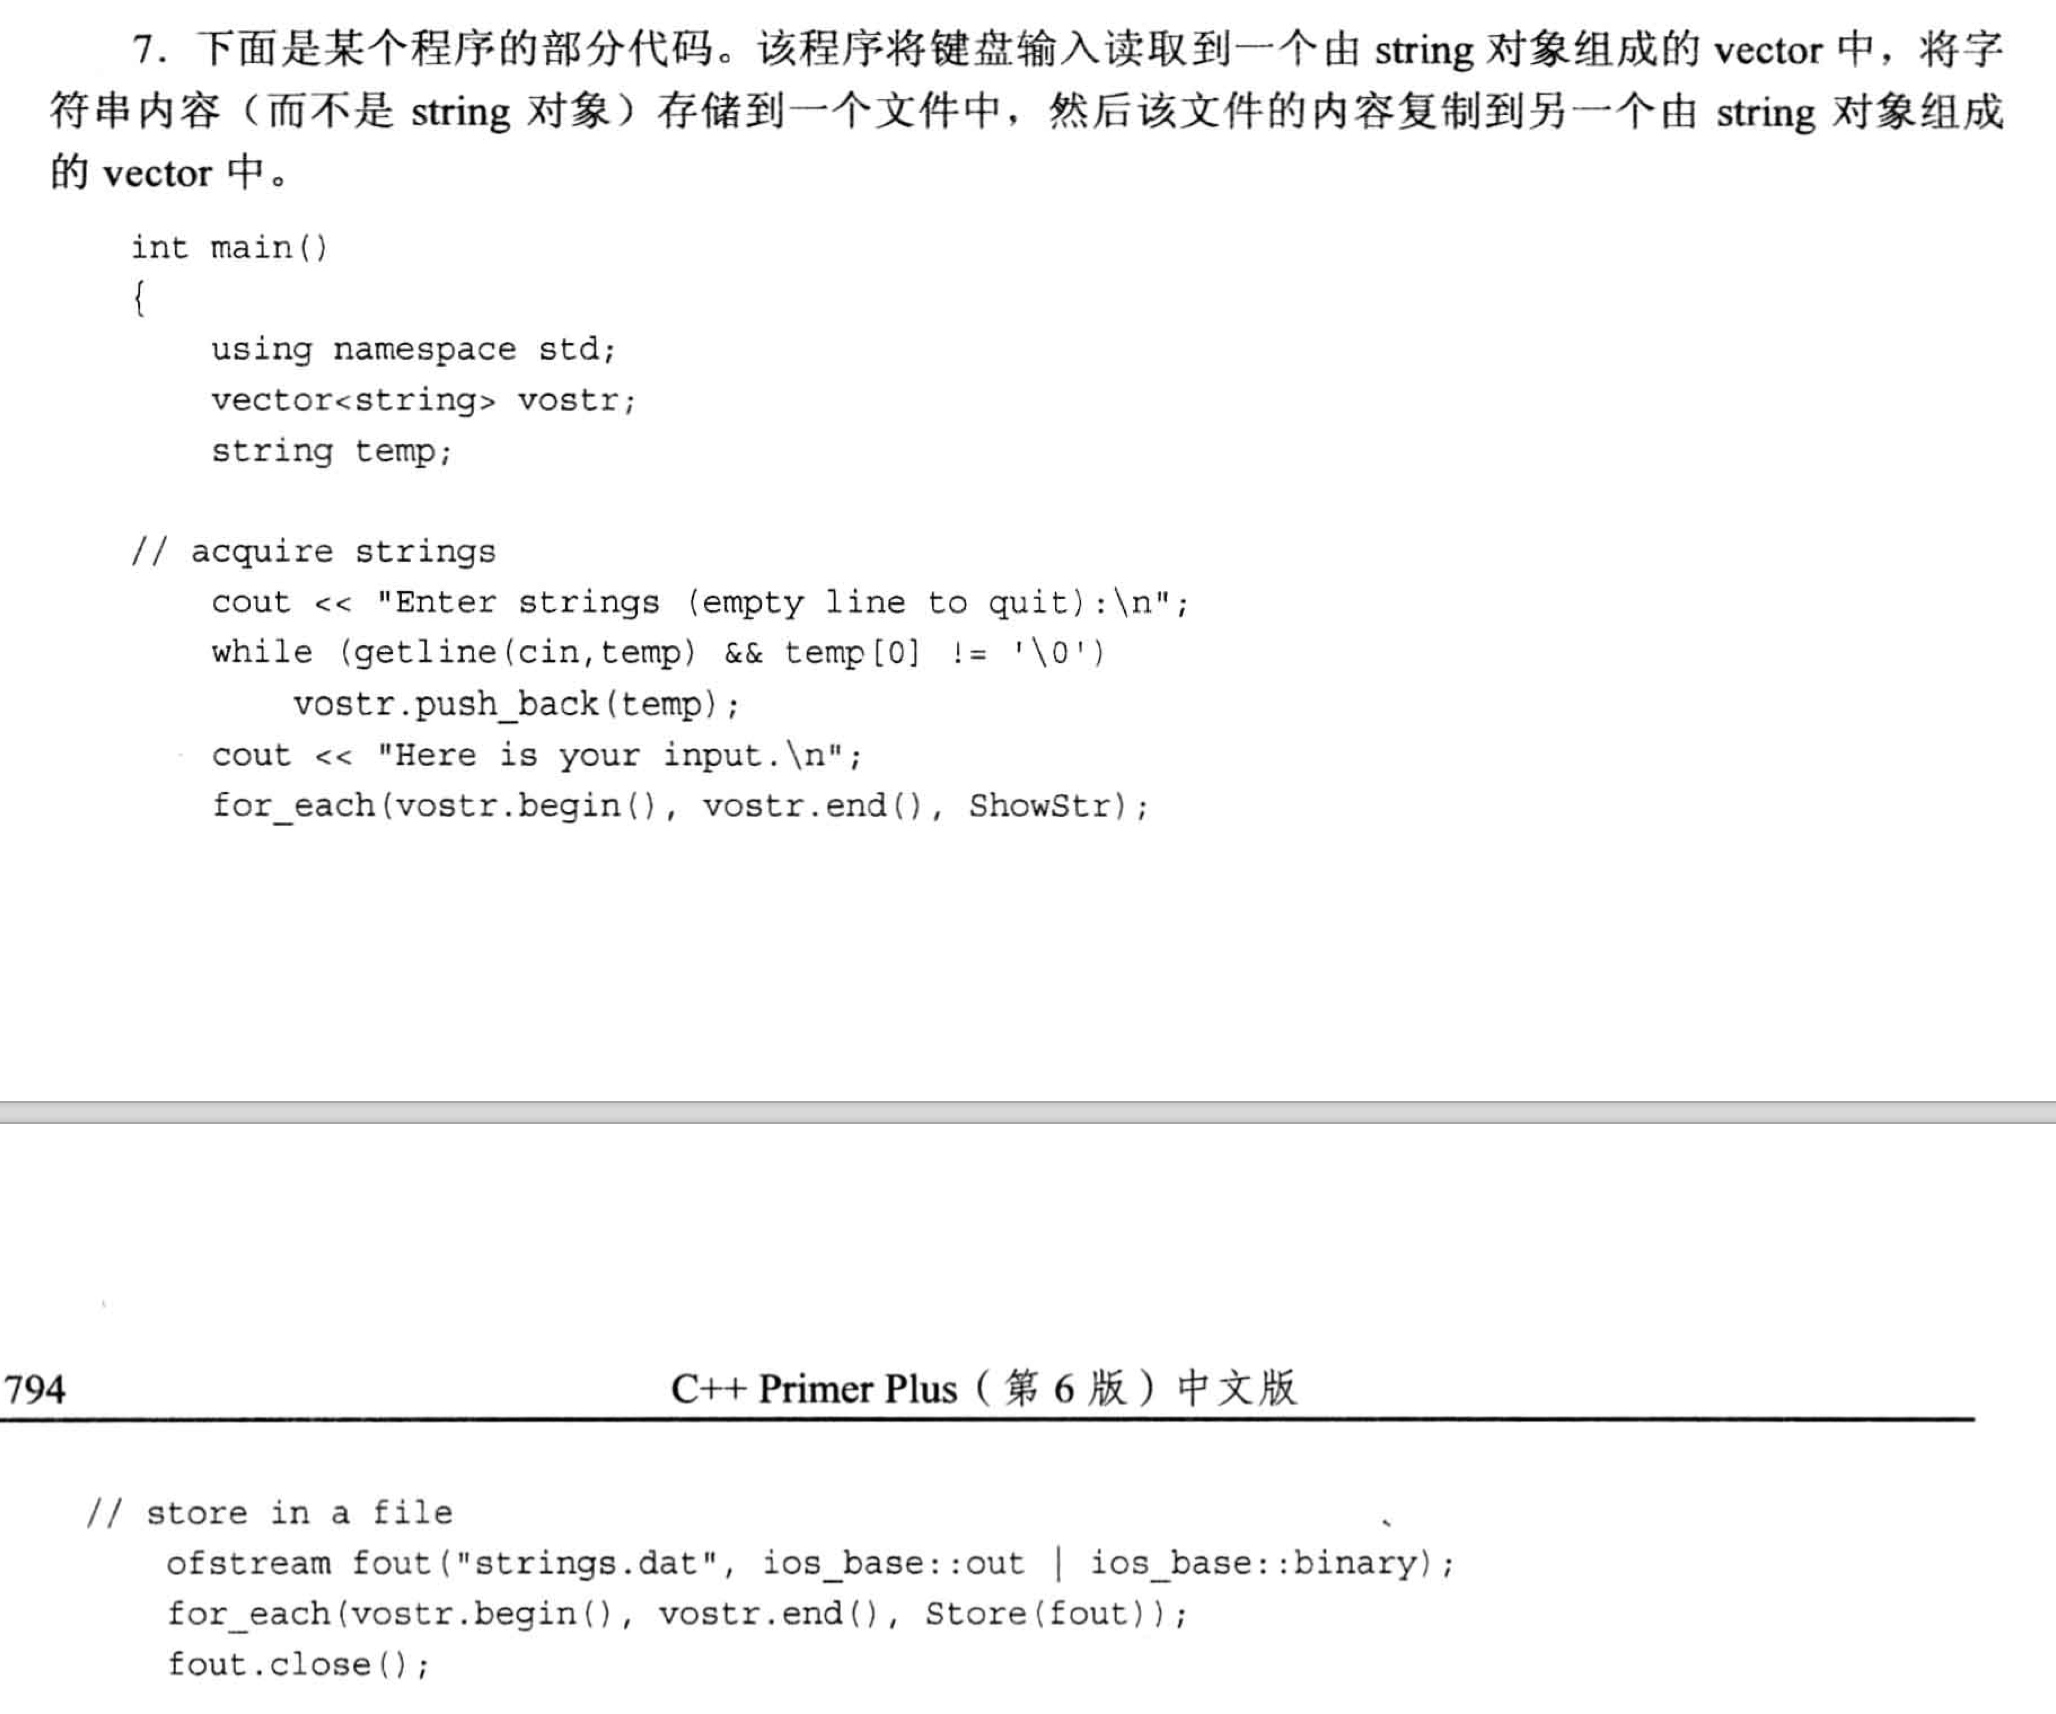 7. 下面是某个程序的部分代码。该程序将键盘输入读取到一个由 string 对象组成的 vector 中，将字
符串内容（而不是 string 对象）存储到一个文件中，然后该文件的内容复制到另一个由 string 对象组成
的 vector 中。
int main()
{
    using namespace std;
    vector<string> vostr;
    string temp;
// acquire strings
    cout << "Enter strings (empty line to quit):\n";
    while (getline(cin,temp) && temp[0] != '\0')
        vostr.push_back(temp);
    cout << "Here is your input.\n";
    for_each(vostr.begin(), vostr.end(), ShowStr);
794 C++ Primer Plus（第 6 版）中文版
// store in a file
    ofstream fout("strings.dat", ios_base::out | ios_base::binary);
    for_each(vostr.begin(), vostr.end(), Store(fout));
    fout.close();